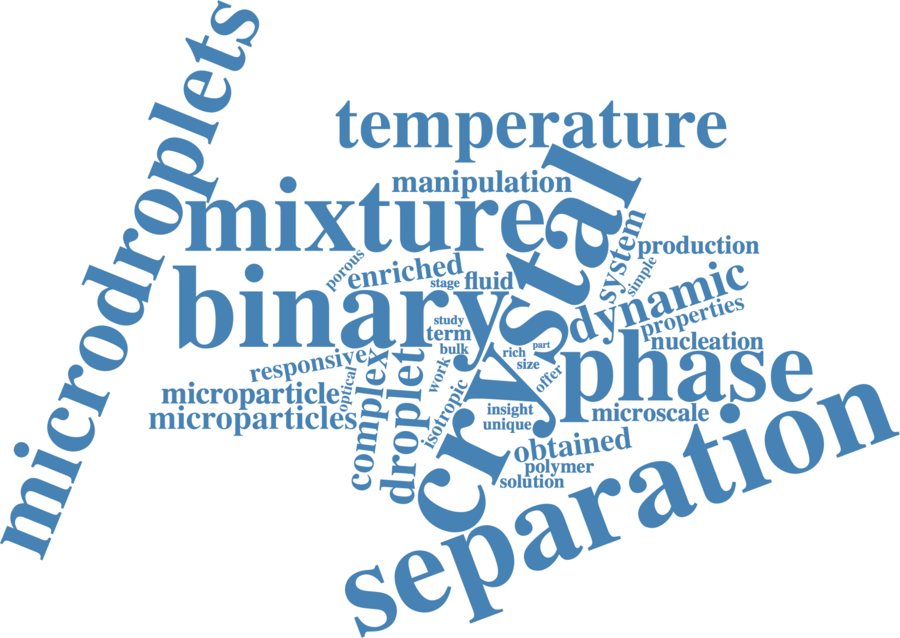 microdroplets
temperature
manipulation
mixture
crystal
system
production
simple
porous
enriched
stage
fluid
dynamic
binary
properties
study
term
bulk
nucleation
part
rich
size
phase
responsive
optical
complex
droplet
work
offer
microparticle
microparticles
isotropic
insight
unique
microscale
obtained
polymer
solution
separation